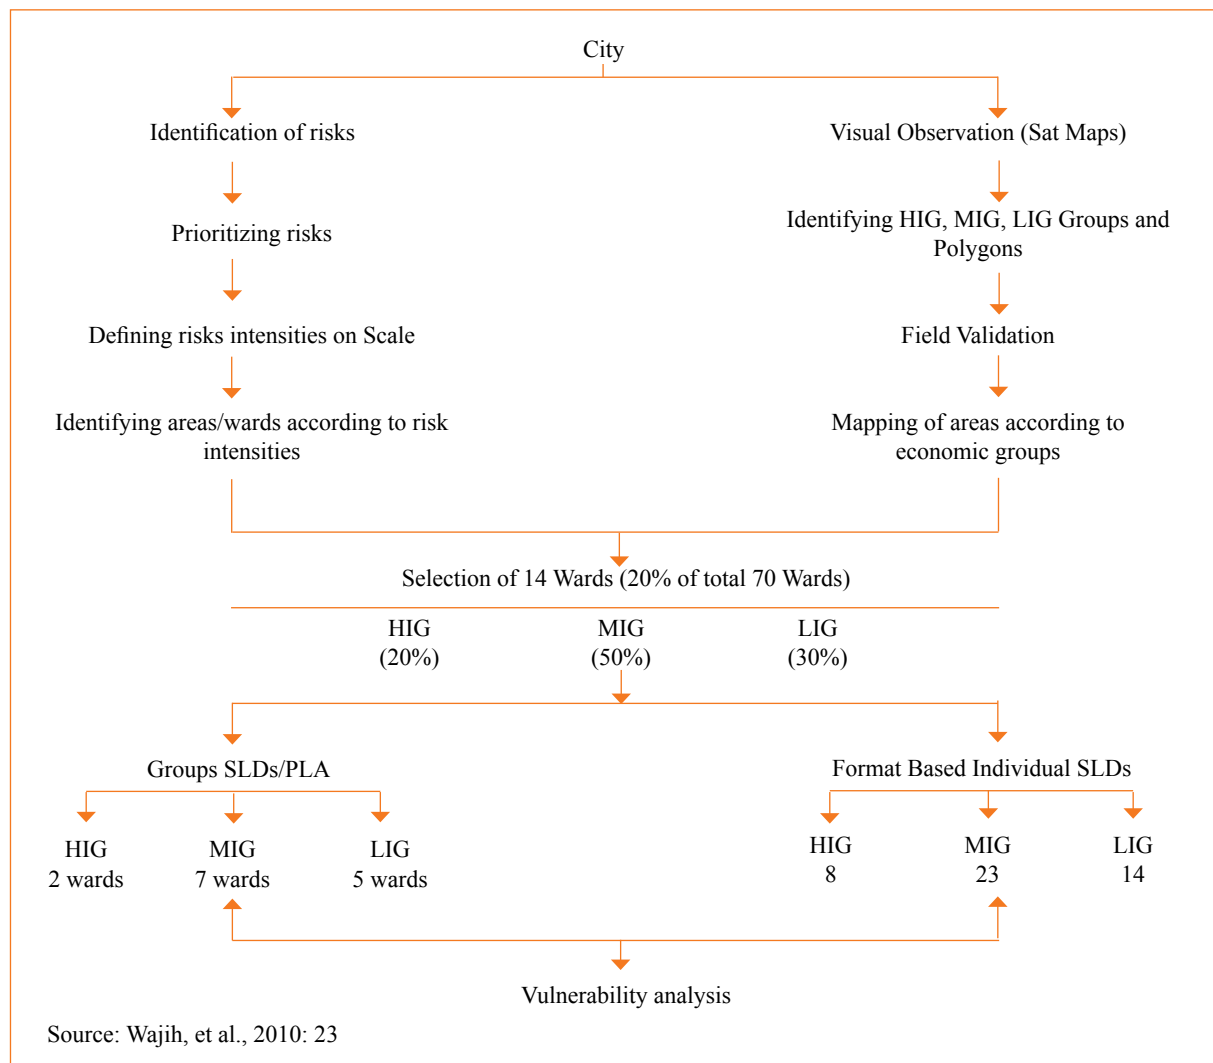 City
Identification of risks
Visual Observation (Sat Maps)
Prioritizing risks
Identifying HIG, MIG, LIG Groups and
Polygons
Defining risks intensities on Scale
Field Validation
Identifying areas/wards according to risk
intensities
Mapping of areas according to
economic groups
Selection of 14 Wards (20% of total 70 Wards)
HIG
(20%)
MIG
(50%)
LIG
(30%)
Groups SLDs/PLA
Format Based Individual SLDs
HIG
2 wards
MIG
7 wards
LIG
5 wards
HIG
8
MIG
23
LIG
14
Vulnerability analysis
Source: Wajih, et al., 2010: 23